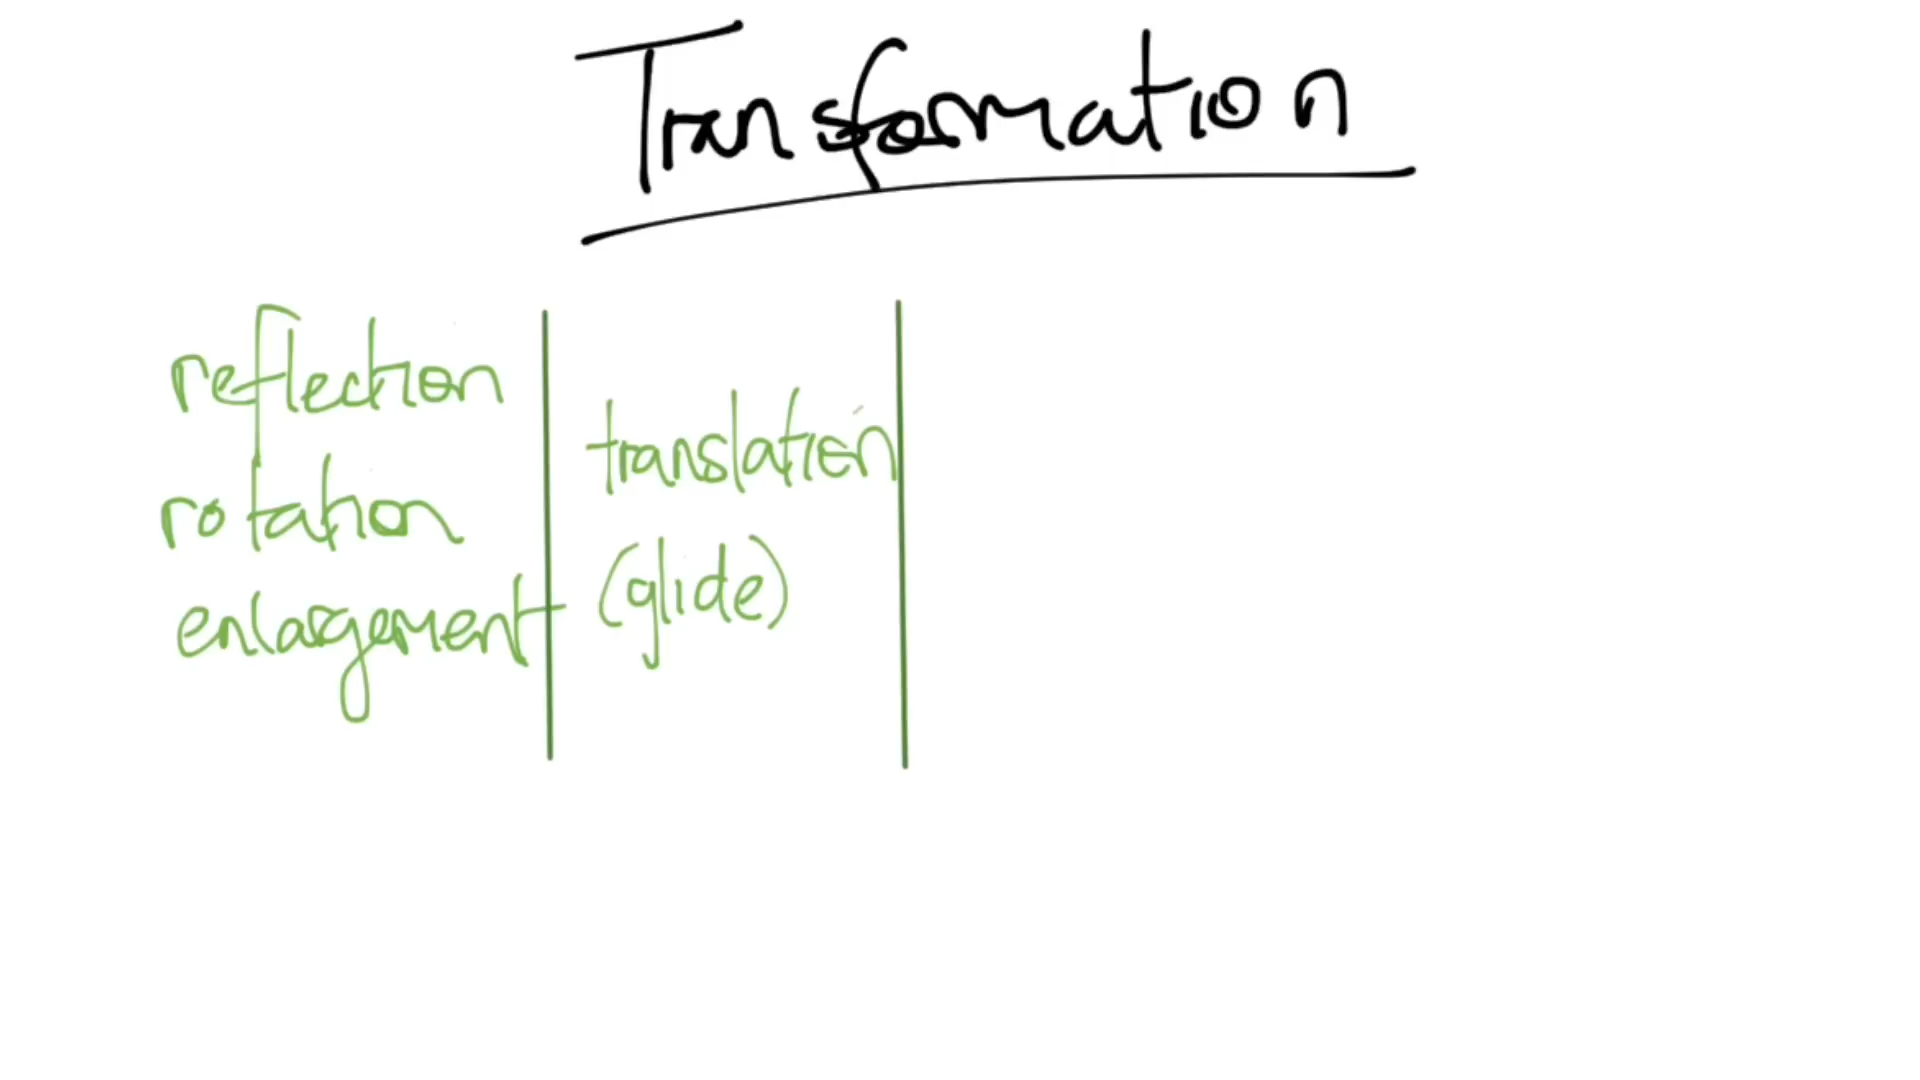 Transformation
reflection
rotation
enlargement
translation
(glide)